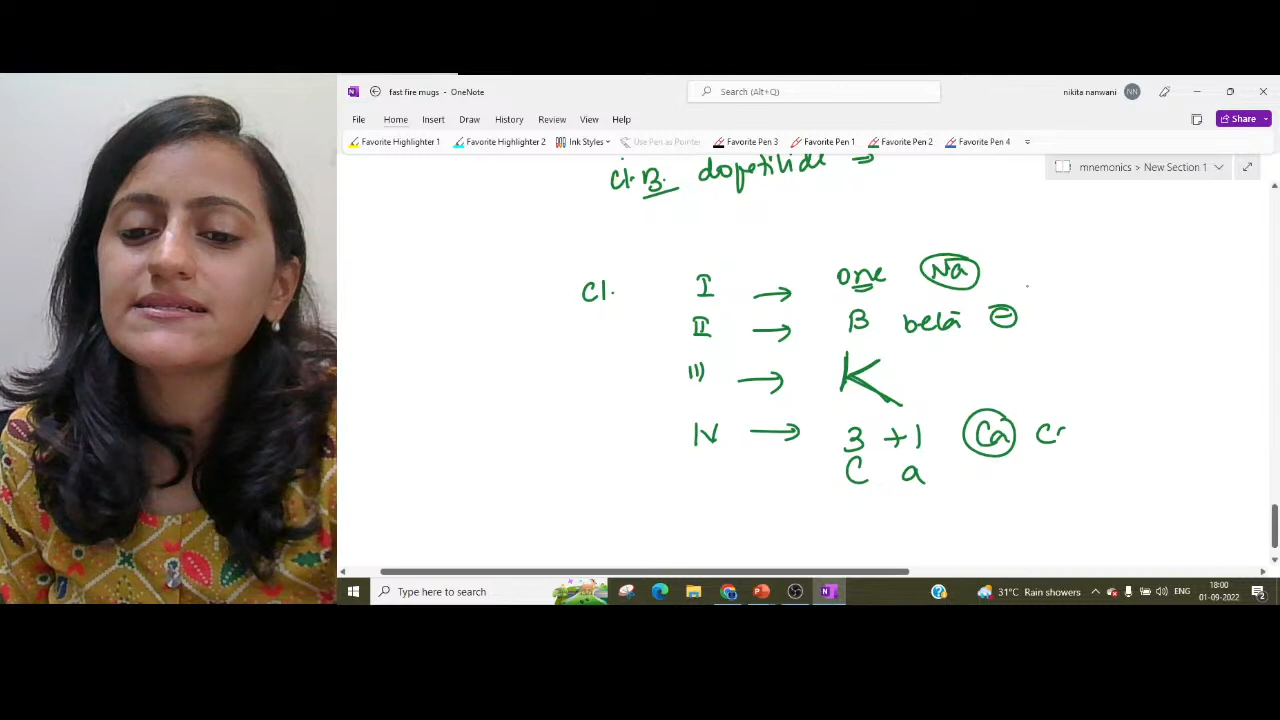 fast fire mugs - OneNote
Search (Alt+Q)
nikita nanwani NN
File Home Insert Draw History Review View Help
Share
Favorite Highlighter 1 Favorite Highlighter 2 Ink Styles Use Pen as Pointer Favorite Pen 3 Favorite Pen 1 Favorite Pen 2 Favorite Pen 4
mnemonics > New Section 1
cl. B. dofetilide →
cl. I → one Na
II → B beta ⊖
III → K
IV → 3 + 1 Ca
C a
Type here to search
31°C Rain showers
ENG
18:00
01-09-2022
2